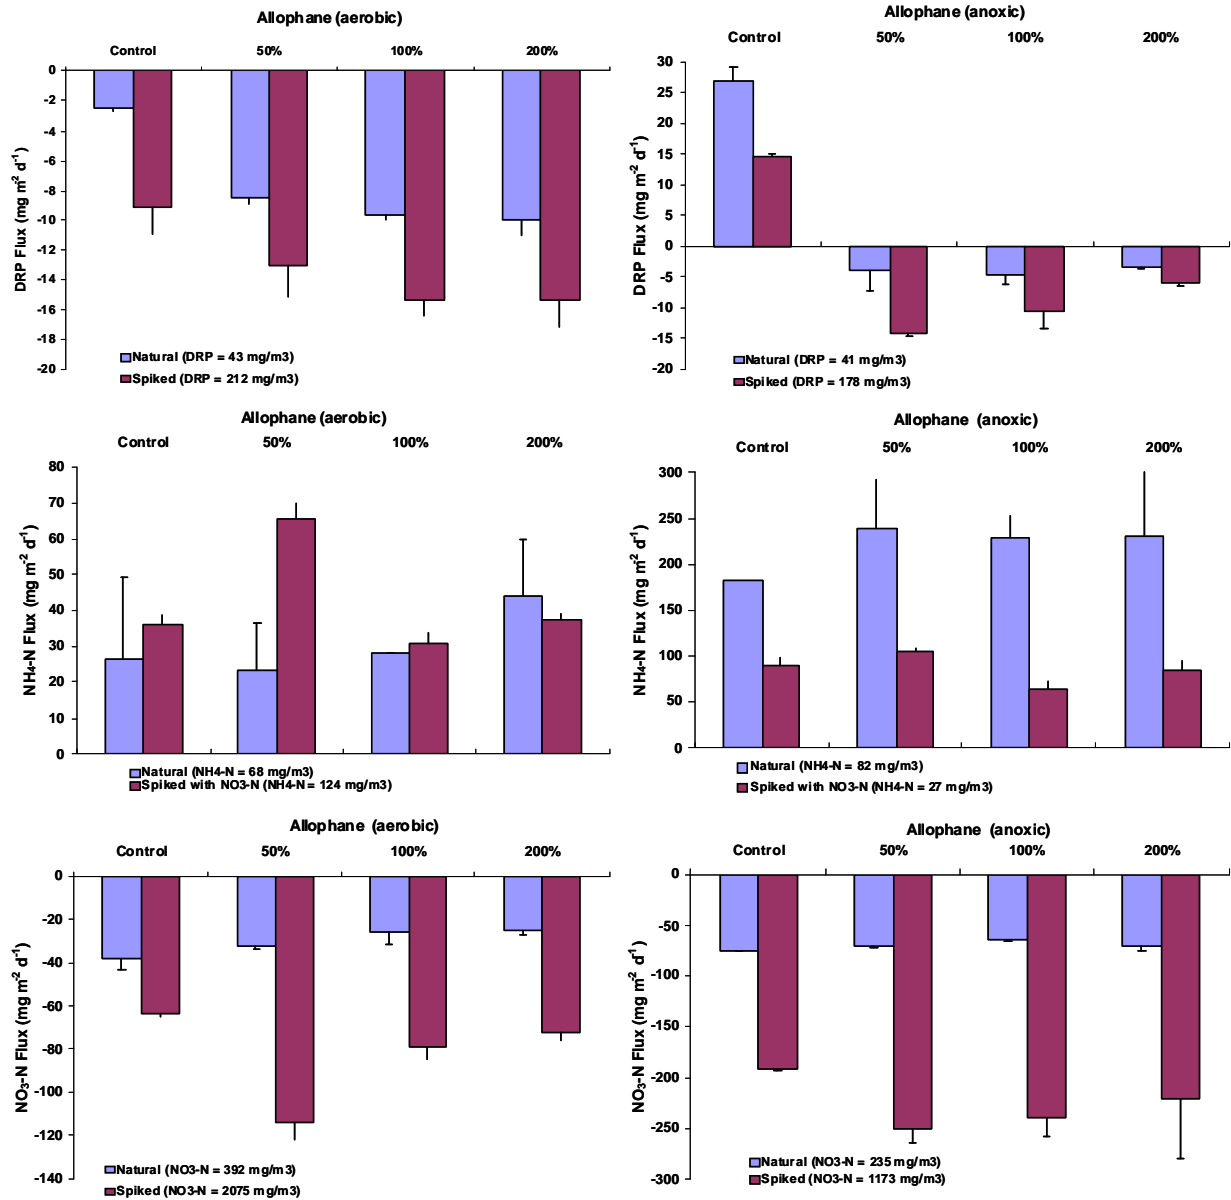 Allophane (aerobic)
Control 50% 100% 200%
0
-2
-4
-6
-8
-10
-12
-14
-16
-18
-20
DRP Flux (mg m⁻² d⁻¹)
Natural (DRP = 43 mg/m3)
Spiked (DRP = 212 mg/m3)
Allophane (anoxic)
Control 50% 100% 200%
30
25
20
15
10
5
0
-5
-10
-15
-20
DRP Flux (mg m⁻² d⁻¹)
Natural (DRP = 41 mg/m3)
Spiked (DRP = 178 mg/m3)
Allophane (aerobic)
Control 50% 100% 200%
80
70
60
50
40
30
20
10
0
NH₄-N Flux (mg m⁻² d⁻¹)
Natural (NH4-N = 68 mg/m3)
Spiked with NO3-N (NH4-N = 124 mg/m3)
Allophane (anoxic)
Control 50% 100% 200%
300
250
200
150
100
50
0
NH₄-N Flux (mg m⁻² d⁻¹)
Natural (NH4-N = 82 mg/m3)
Spiked with NO3-N (NH4-N = 27 mg/m3)
Allophane (aerobic)
Control 50% 100% 200%
0
-20
-40
-60
-80
-100
-120
-140
NO₃-N Flux (mg m⁻² d⁻¹)
Natural (NO3-N = 392 mg/m3)
Spiked (NO3-N = 2075 mg/m3)
Allophane (anoxic)
Control 50% 100% 200%
0
-50
-100
-150
-200
-250
-300
NO₃-N Flux (mg m⁻² d⁻¹)
Natural (NO3-N = 235 mg/m3)
Spiked (NO3-N = 1173 mg/m3)